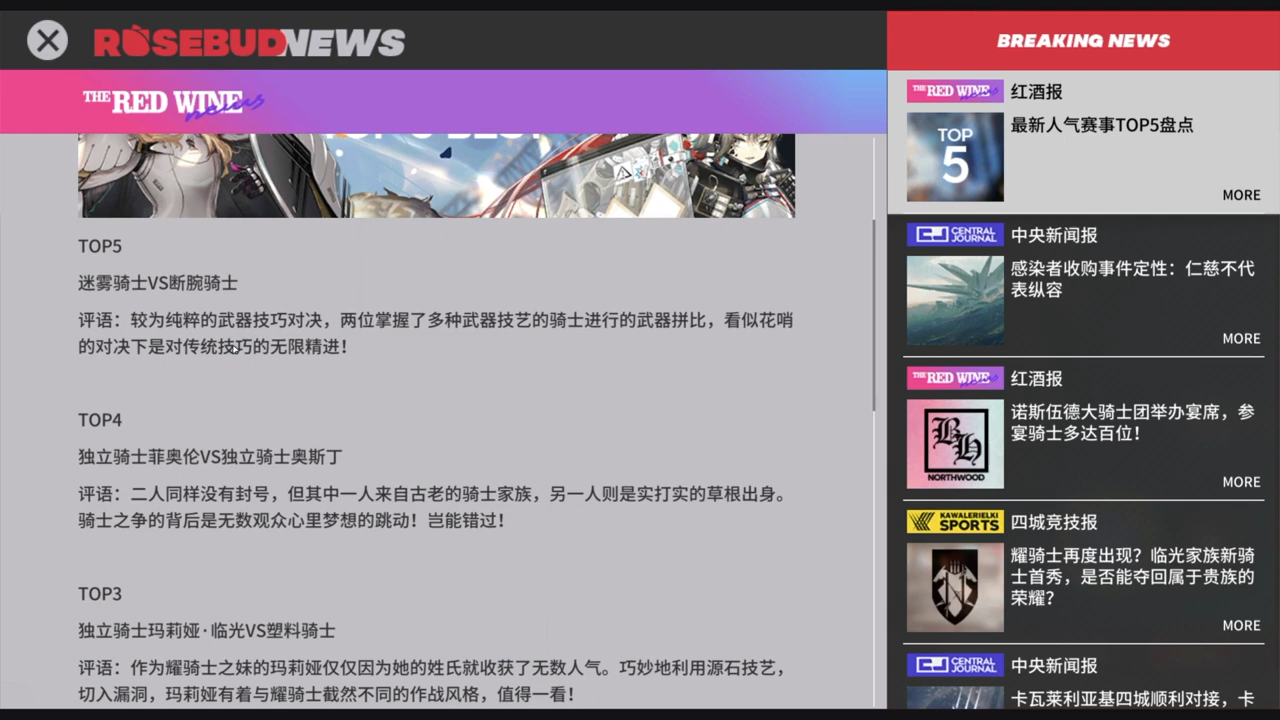 ROSEBUDNEWS
THE RED WINE news
TOP5
迷雾骑士VS断腕骑士
评语：较为纯粹的武器技巧对决，两位掌握了多种武器技艺的骑士进行的武器拼比，看似花哨
的对决下是对传统技巧的无限精进！
TOP4
独立骑士菲奥伦VS独立骑士奥斯丁
评语：二人同样没有封号，但其中一人来自古老的骑士家族，另一人则是实打实的草根出身。
骑士之争的背后是无数观众心里梦想的跳动！岂能错过！
TOP3
独立骑士玛莉娅·临光VS塑料骑士
评语：作为耀骑士之妹的玛莉娅仅仅因为她的姓氏就收获了无数人气。巧妙地利用源石技艺，
切入漏洞，玛莉娅有着与耀骑士截然不同的作战风格，值得一看！
BREAKING NEWS
THE RED WINE news
红酒报
TOP
5
最新人气赛事TOP5盘点
MORE
CENTRAL
JOURNAL
中央新闻报
感染者收购事件定性：仁慈不代
表纵容
MORE
THE RED WINE news
红酒报
NORTHWOOD
诺斯伍德大骑士团举办宴席，参
宴骑士多达百位！
MORE
KAWALERIELKI
SPORTS
四城竞技报
耀骑士再度出现？临光家族新骑
士首秀，是否能夺回属于贵族的
荣耀？
MORE
CENTRAL
JOURNAL
中央新闻报
卡瓦莱利亚基四城顺利对接，卡